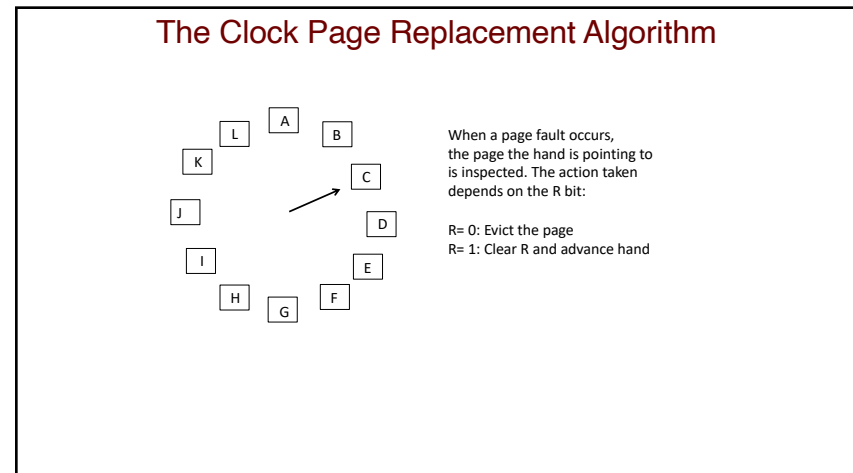 The Clock Page Replacement Algorithm
A
L
B
K
C
J
D
I
E
H
F
G
When a page fault occurs,
the page the hand is pointing to
is inspected. The action taken
depends on the R bit:
R= 0: Evict the page
R= 1: Clear R and advance hand